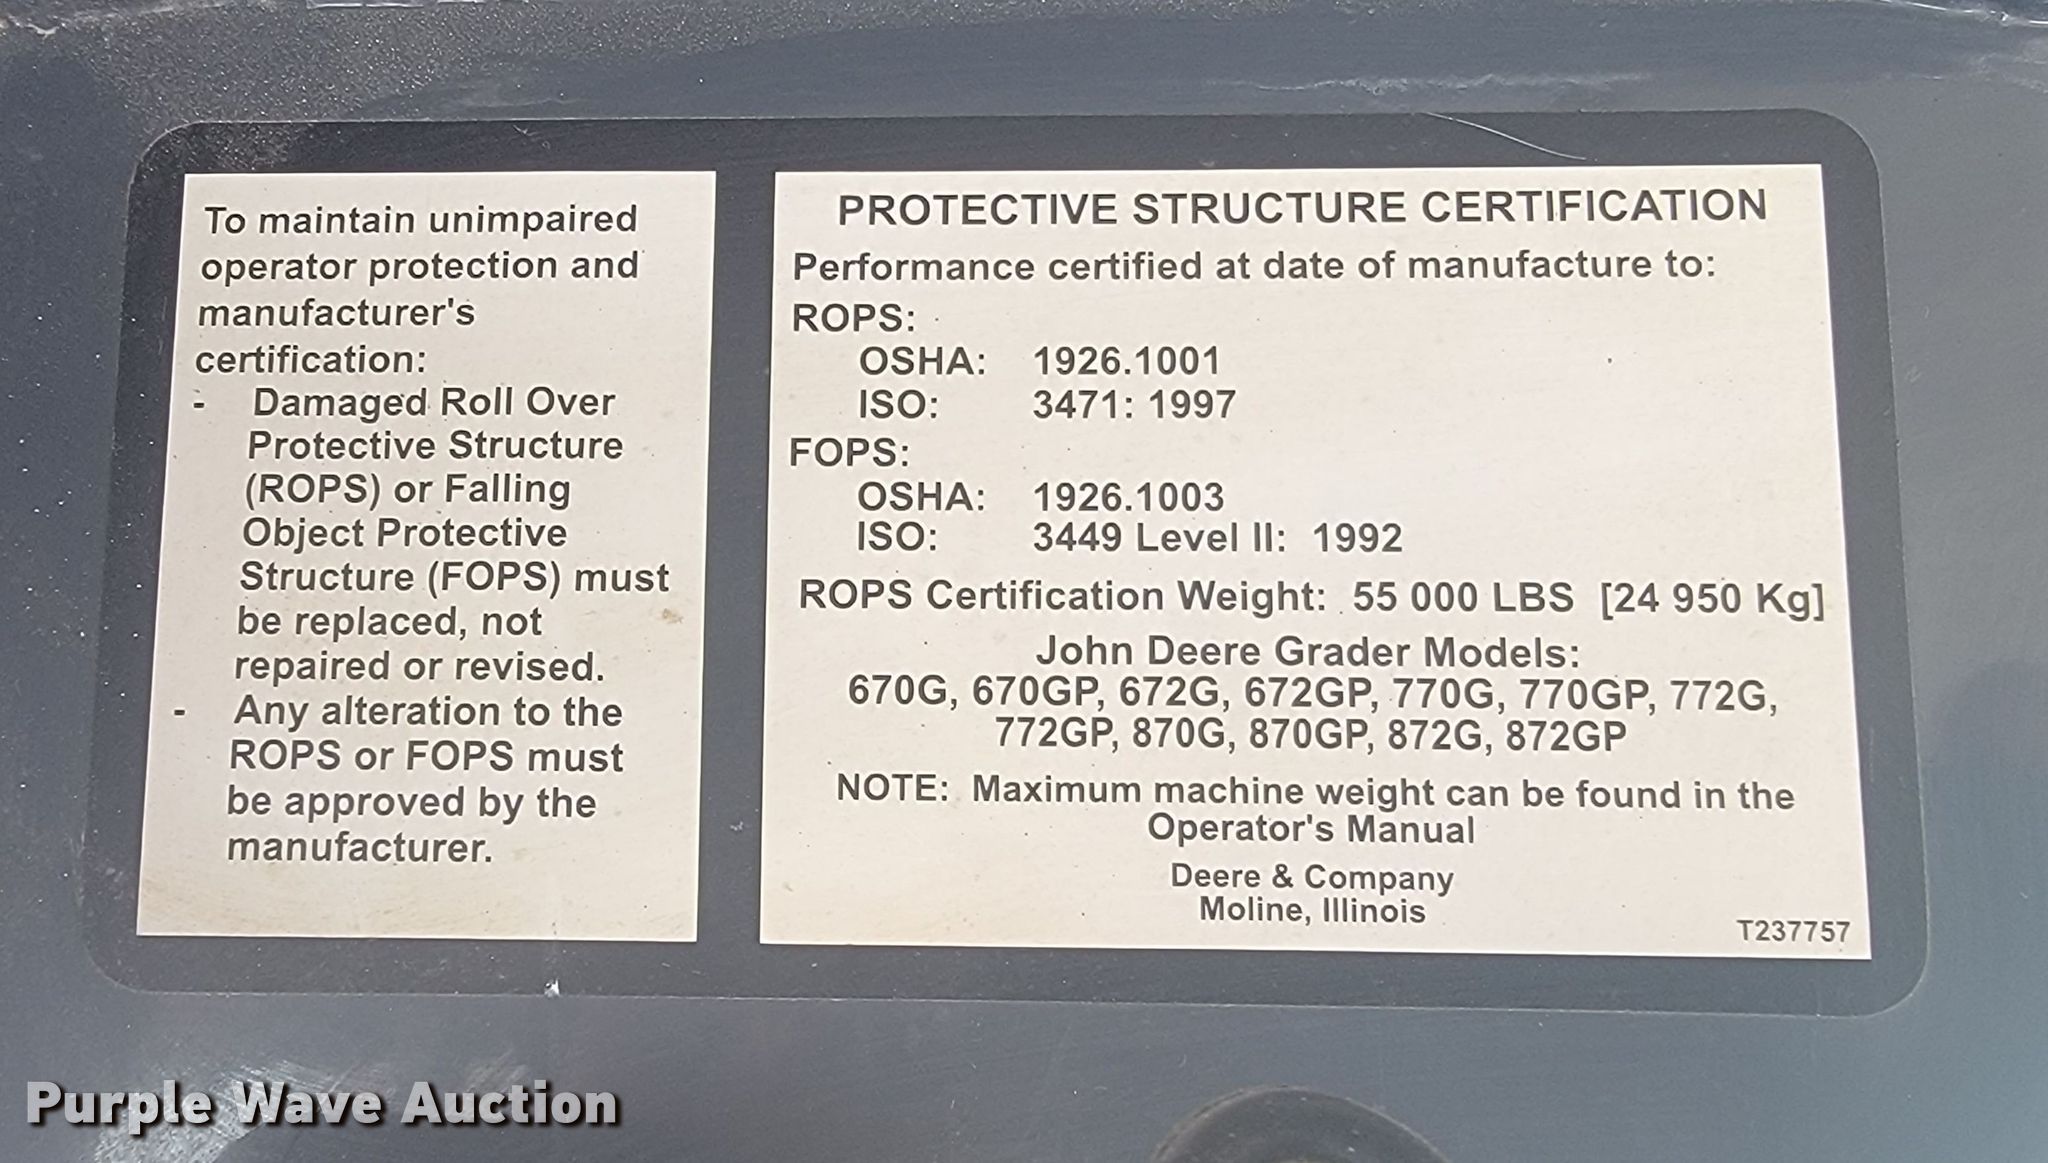 To maintain unimpaired
operator protection and
manufacturer's
certification:
- Damaged Roll Over
Protective Structure
(ROPS) or Falling
Object Protective
Structure (FOPS) must
be replaced, not
repaired or revised.
- Any alteration to the
ROPS or FOPS must
be approved by the
manufacturer.
PROTECTIVE STRUCTURE CERTIFICATION
Performance certified at date of manufacture to:
ROPS:
OSHA: 1926.1001
ISO: 3471: 1997
FOPS:
OSHA: 1926.1003
ISO: 3449 Level II: 1992
ROPS Certification Weight: 55 000 LBS [24 950 Kg]
John Deere Grader Models:
670G, 670GP, 672G, 672GP, 770G, 770GP, 772G,
772GP, 870G, 870GP, 872G, 872GP
NOTE: Maximum machine weight can be found in the
Operator's Manual
Deere & Company
Moline, Illinois
T237757
Purple Wave Auction